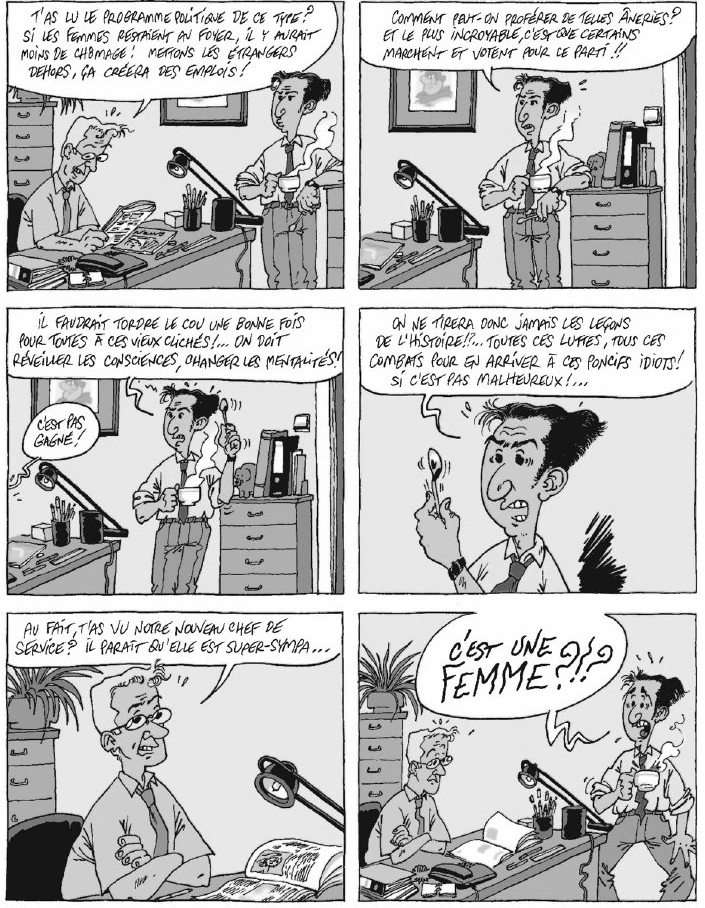 T'AS LU LE PROGRAMME POLITIQUE DE CE TYPE?
SI LES FEMMES RESTAIENT AU FOYER, IL Y AURAIT
MOINS DE CHÔMAGE! METTONS LES ÉTRANGERS
DEHORS, ÇA CRÉERA DES EMPLOIS!
COMMENT PEUT-ON PROFÉRER DE TELLES ÂNERIES?
ET LE PLUS INCROYABLE, C'EST QUE CERTAINS
MARCHENT ET VOTENT POUR CE PARTI!!
IL FAUDRAIT TORDRE LE COU UNE BONNE FOIS
POUR TOUTES À CES VIEUX CLICHÉS!... ON DOIT
RÉVEILLER LES CONSCIENCES, CHANGER LES MENTALITÉS!
C'EST PAS
GAGNÉ!
ON NE TIRERA DONC JAMAIS LES LEÇONS
DE L'HISTOIRE!?... TOUTES CES LUTTES, TOUS CES
COMBATS POUR EN ARRIVER À CES PONCIFS IDIOTS!
SI C'EST PAS MALHEUREUX!...
AU FAIT, T'AS VU NOTRE NOUVEAU CHEF DE
SERVICE? IL PARAÎT QU'ELLE EST SUPER-SYMPA...
C'EST UNE
FEMME?!!?